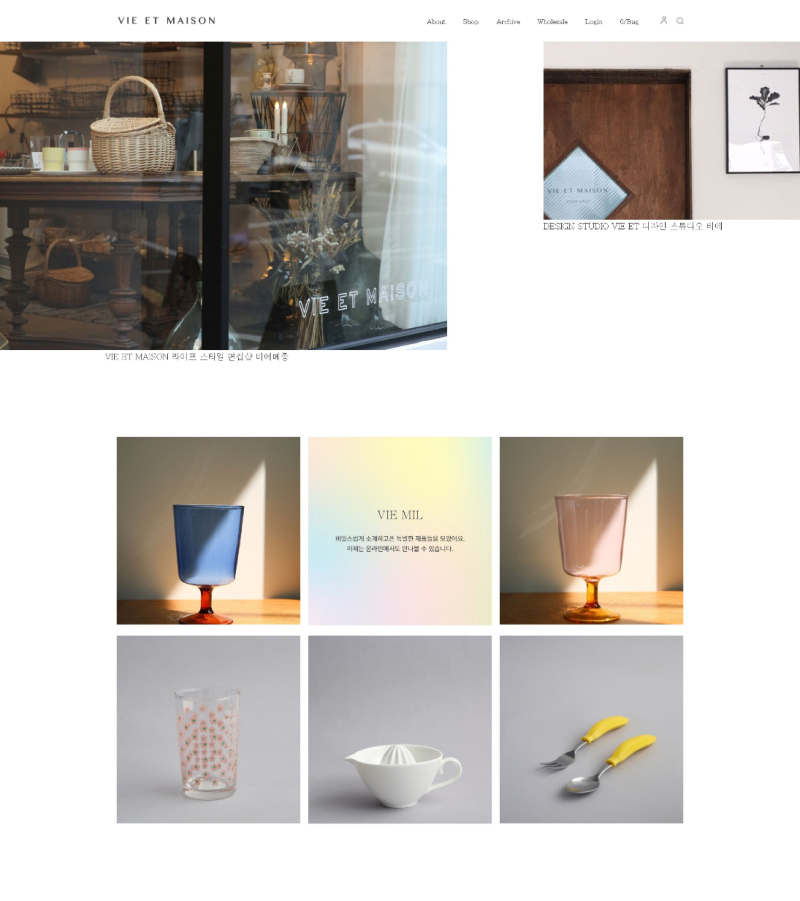 VIE ET MAISON
About Shop Archive Wholesale Login 0/Bag
VIE ET MAISON
VIE ET MAISON
DESIGN STUDIO VIE ET 디자인 스튜디오 비에
VIE ET MAISON 라이프 스타일 편집샵 비에메종
VIE MIL
비밀스럽게 소개하고픈 특별한 제품들을 모았어요.
이제는 온라인에서도 만나볼 수 있습니다.